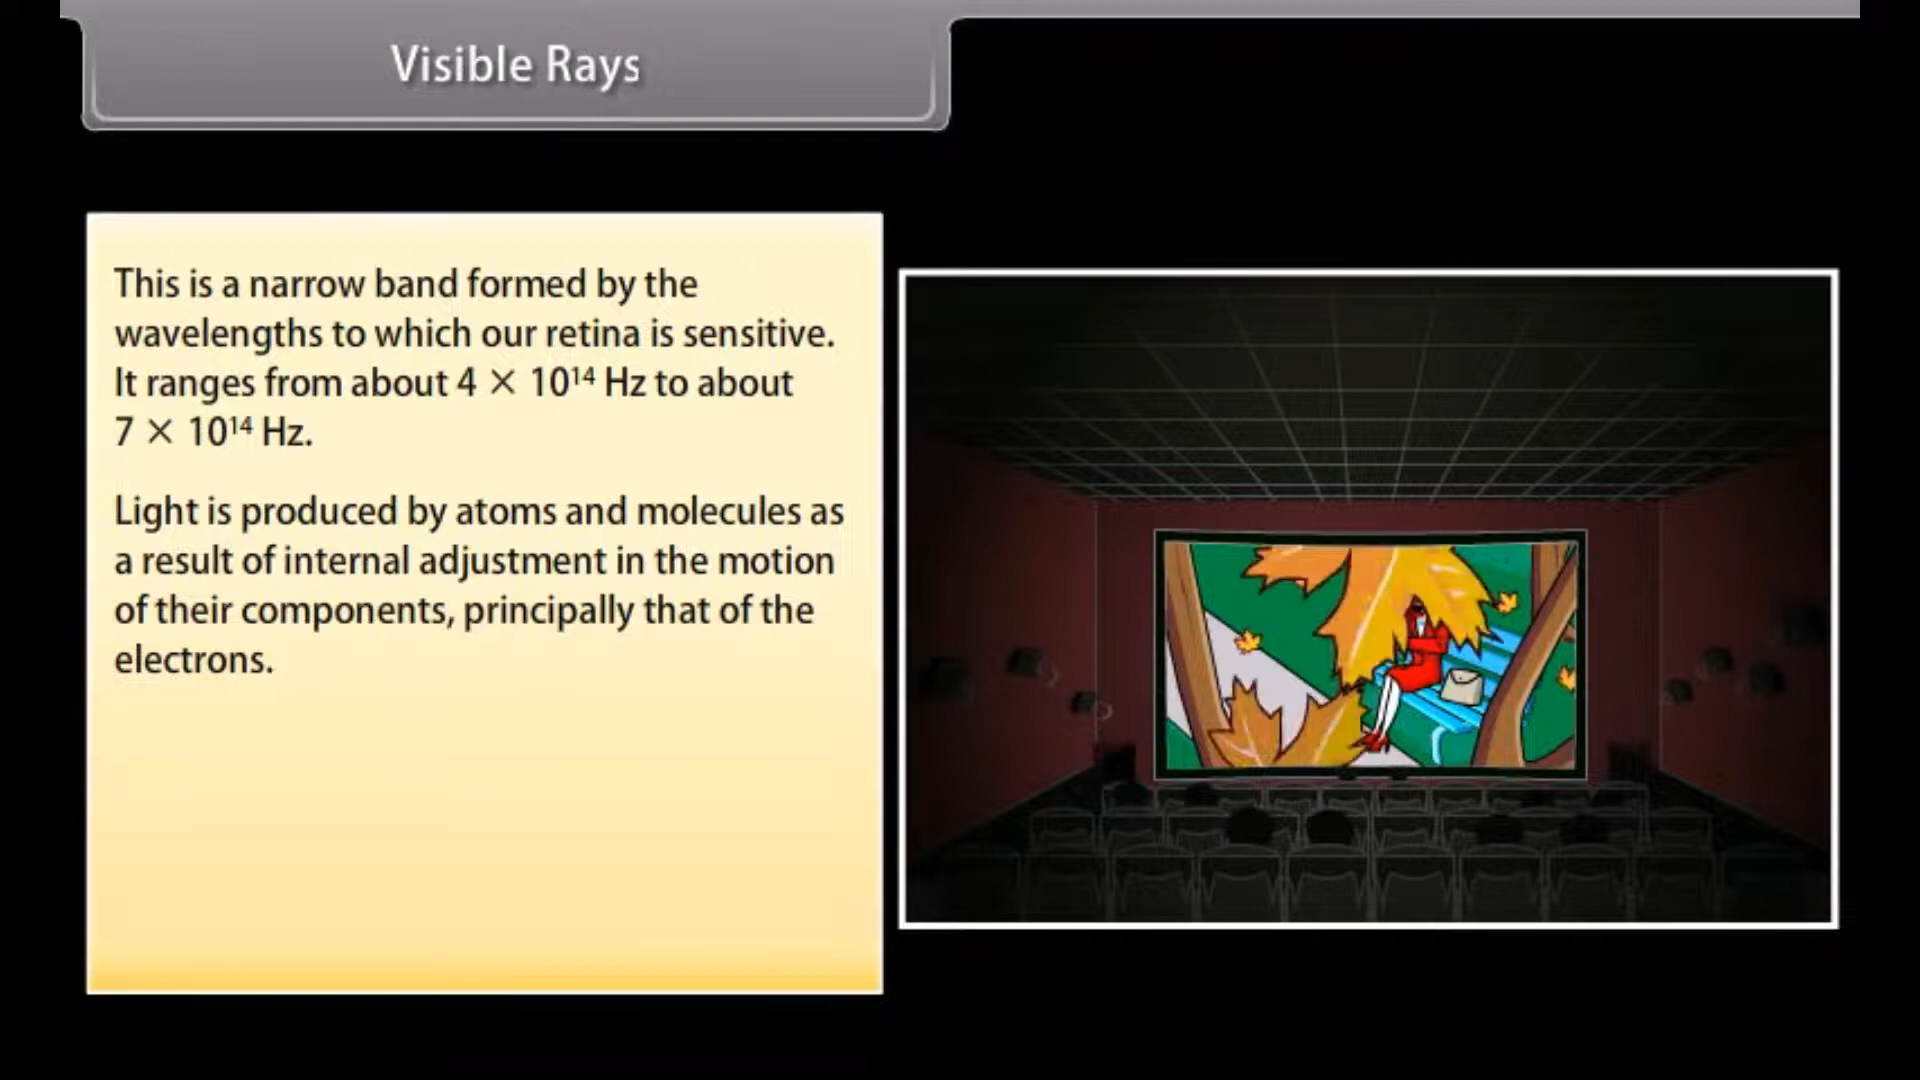 Visible Rays
This is a narrow band formed by the
wavelengths to which our retina is sensitive.
It ranges from about 4 × 10¹⁴ Hz to about
7 × 10¹⁴ Hz.
Light is produced by atoms and molecules as
a result of internal adjustment in the motion
of their components, principally that of the
electrons.